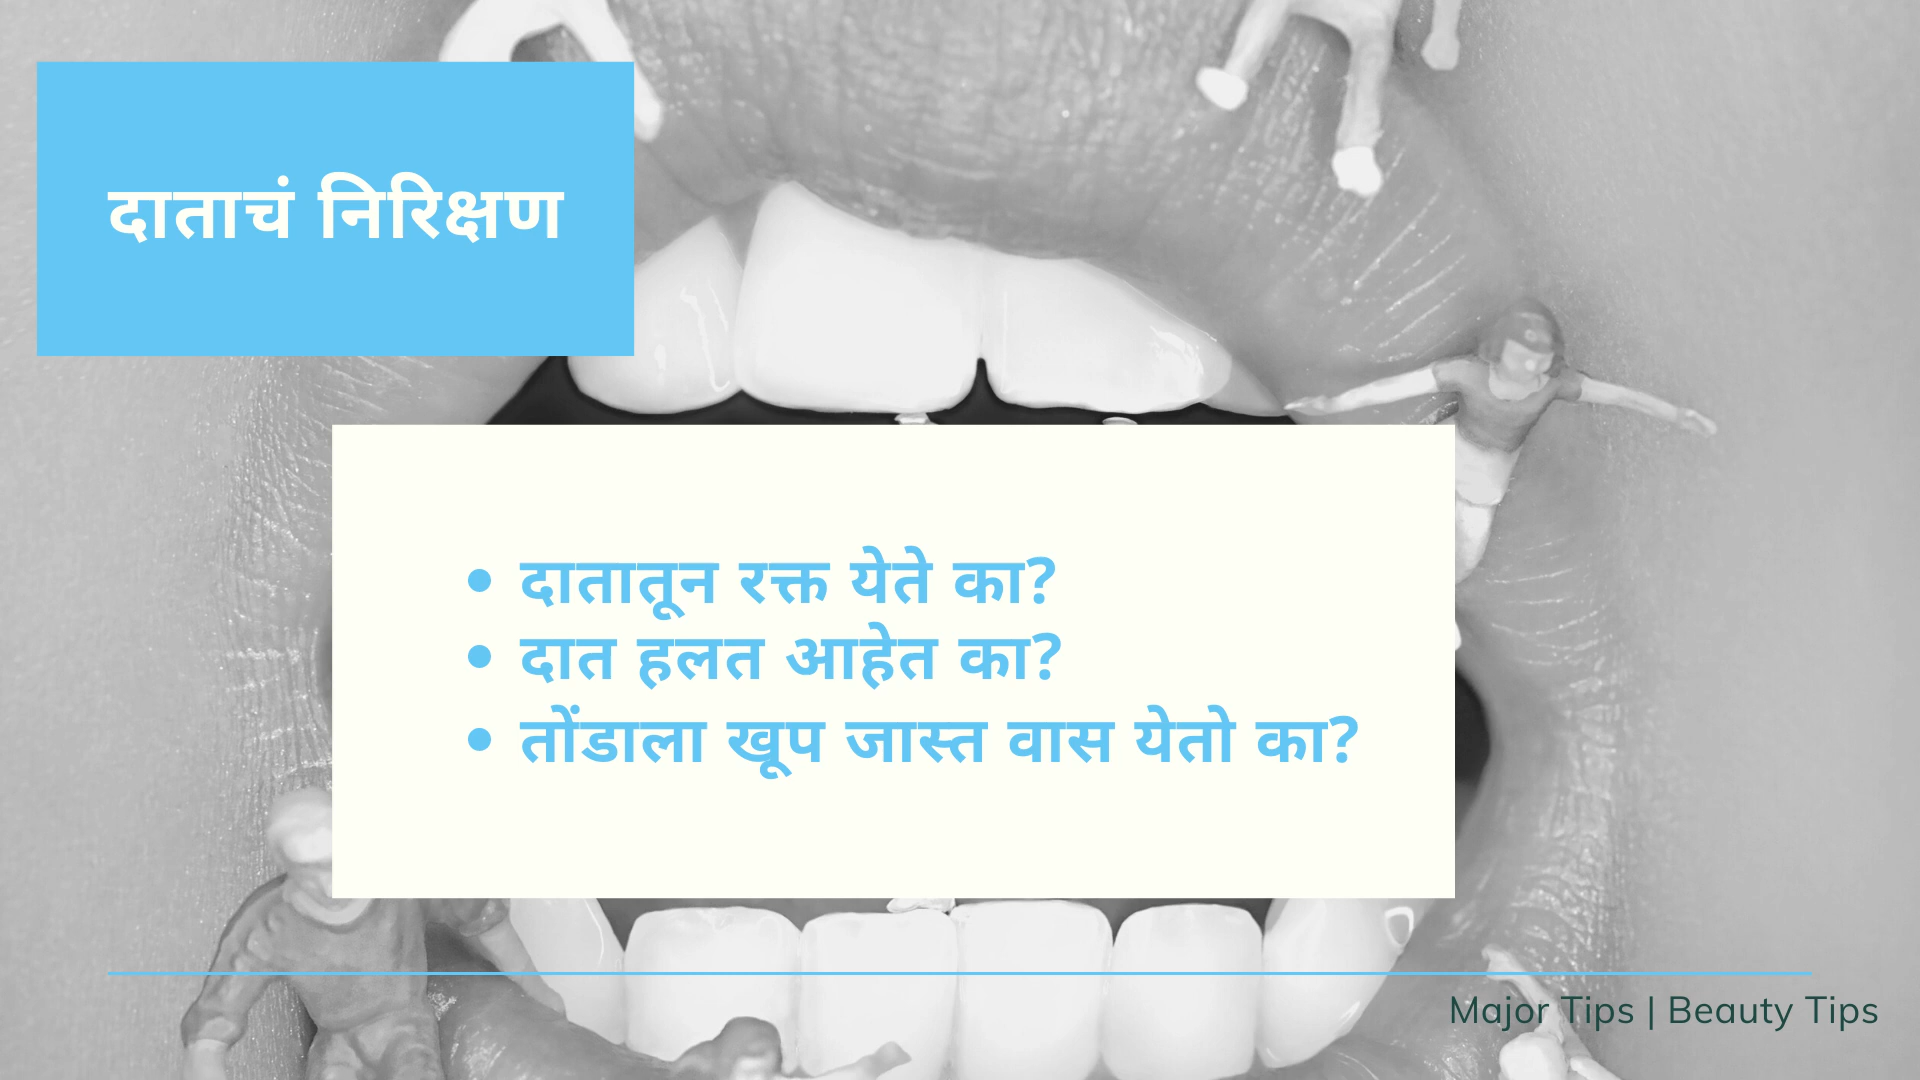 दाताचं निरिक्षण
• दातातून रक्त येते का?
• दात हलत आहेत का?
• तोंडाला खूप जास्त वास येतो का?
Major Tips | Beauty Tips